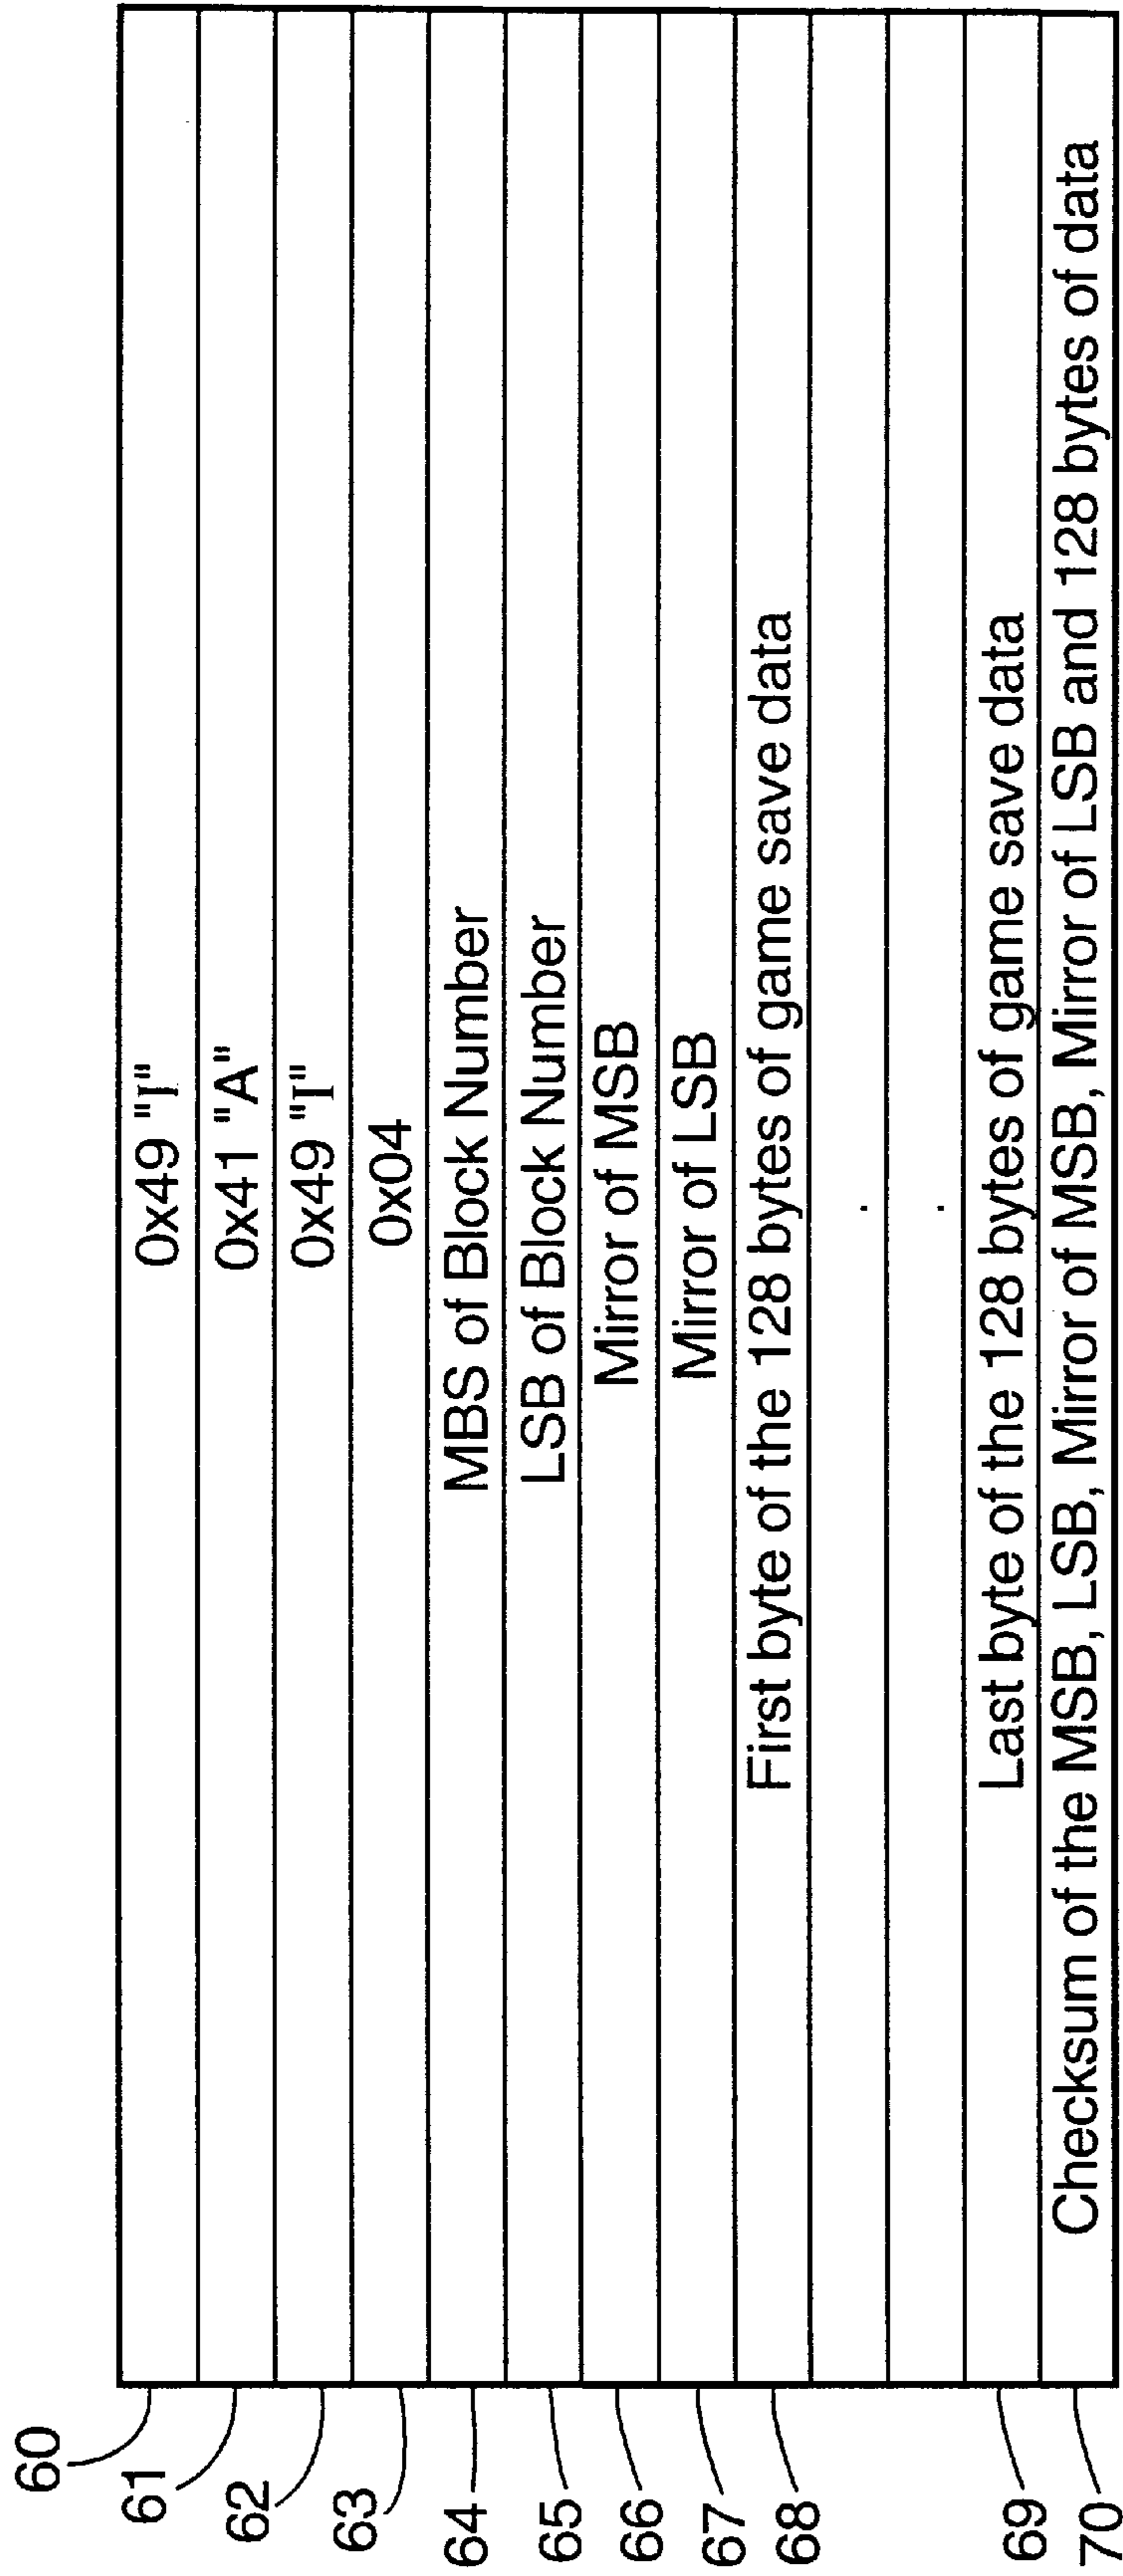 60 0x49 "I"
61 0x41 "A"
62 0x49 "I"
63 0x04
64 MBS of Block Number
65 LSB of Block Number
66 Mirror of MSB
67 Mirror of LSB
68 First byte of the 128 bytes of game save data
.
.
69 Last byte of the 128 bytes of game save data
70 Checksum of the MSB, LSB, Mirror of MSB, Mirror of LSB and 128 bytes of data